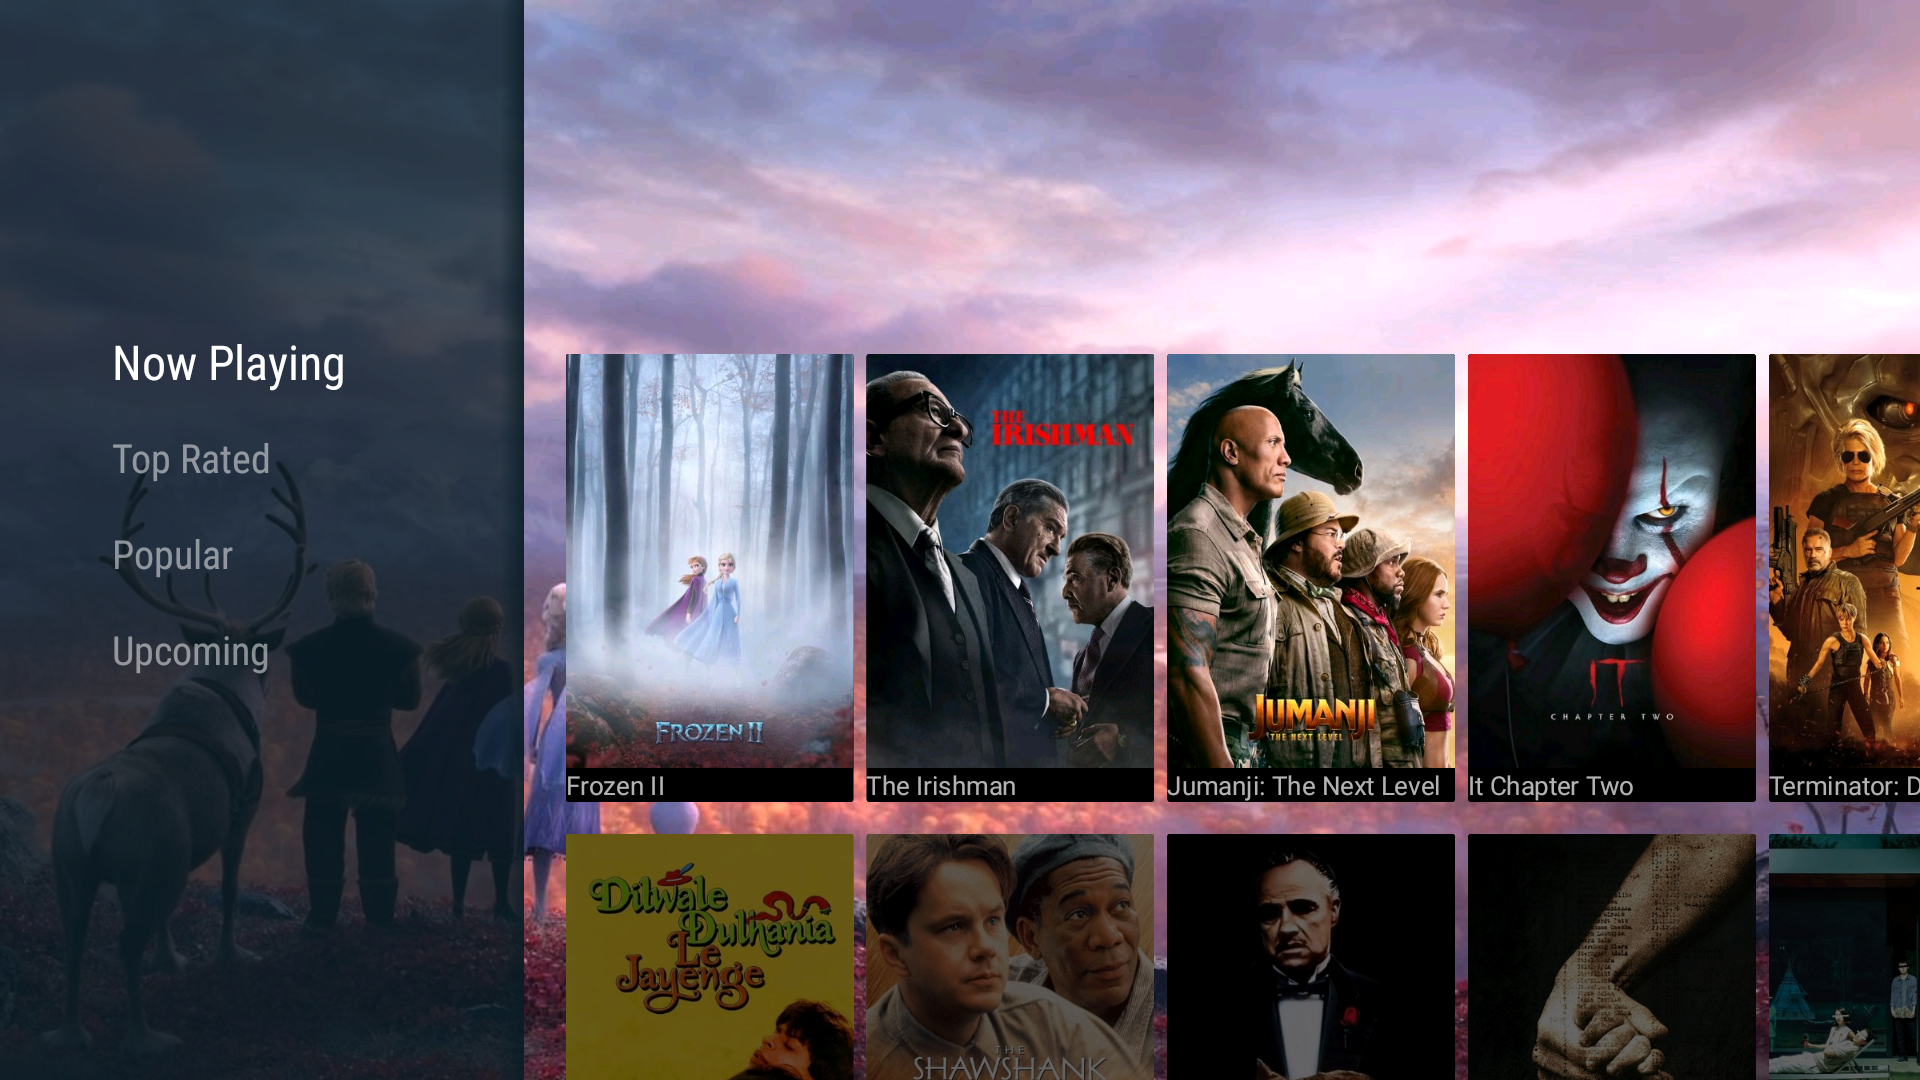 Now Playing
Top Rated
Popular
Upcoming
THE
IRISHMAN
FROZEN II
JUMANJI
THE NEXT LEVEL
IT
CHAPTER TWO
Frozen II
The Irishman
Jumanji: The Next Level
It Chapter Two
Terminator: D
Dilwale
Dulhania
Le
Jayenge
THE
SHAWSHANK